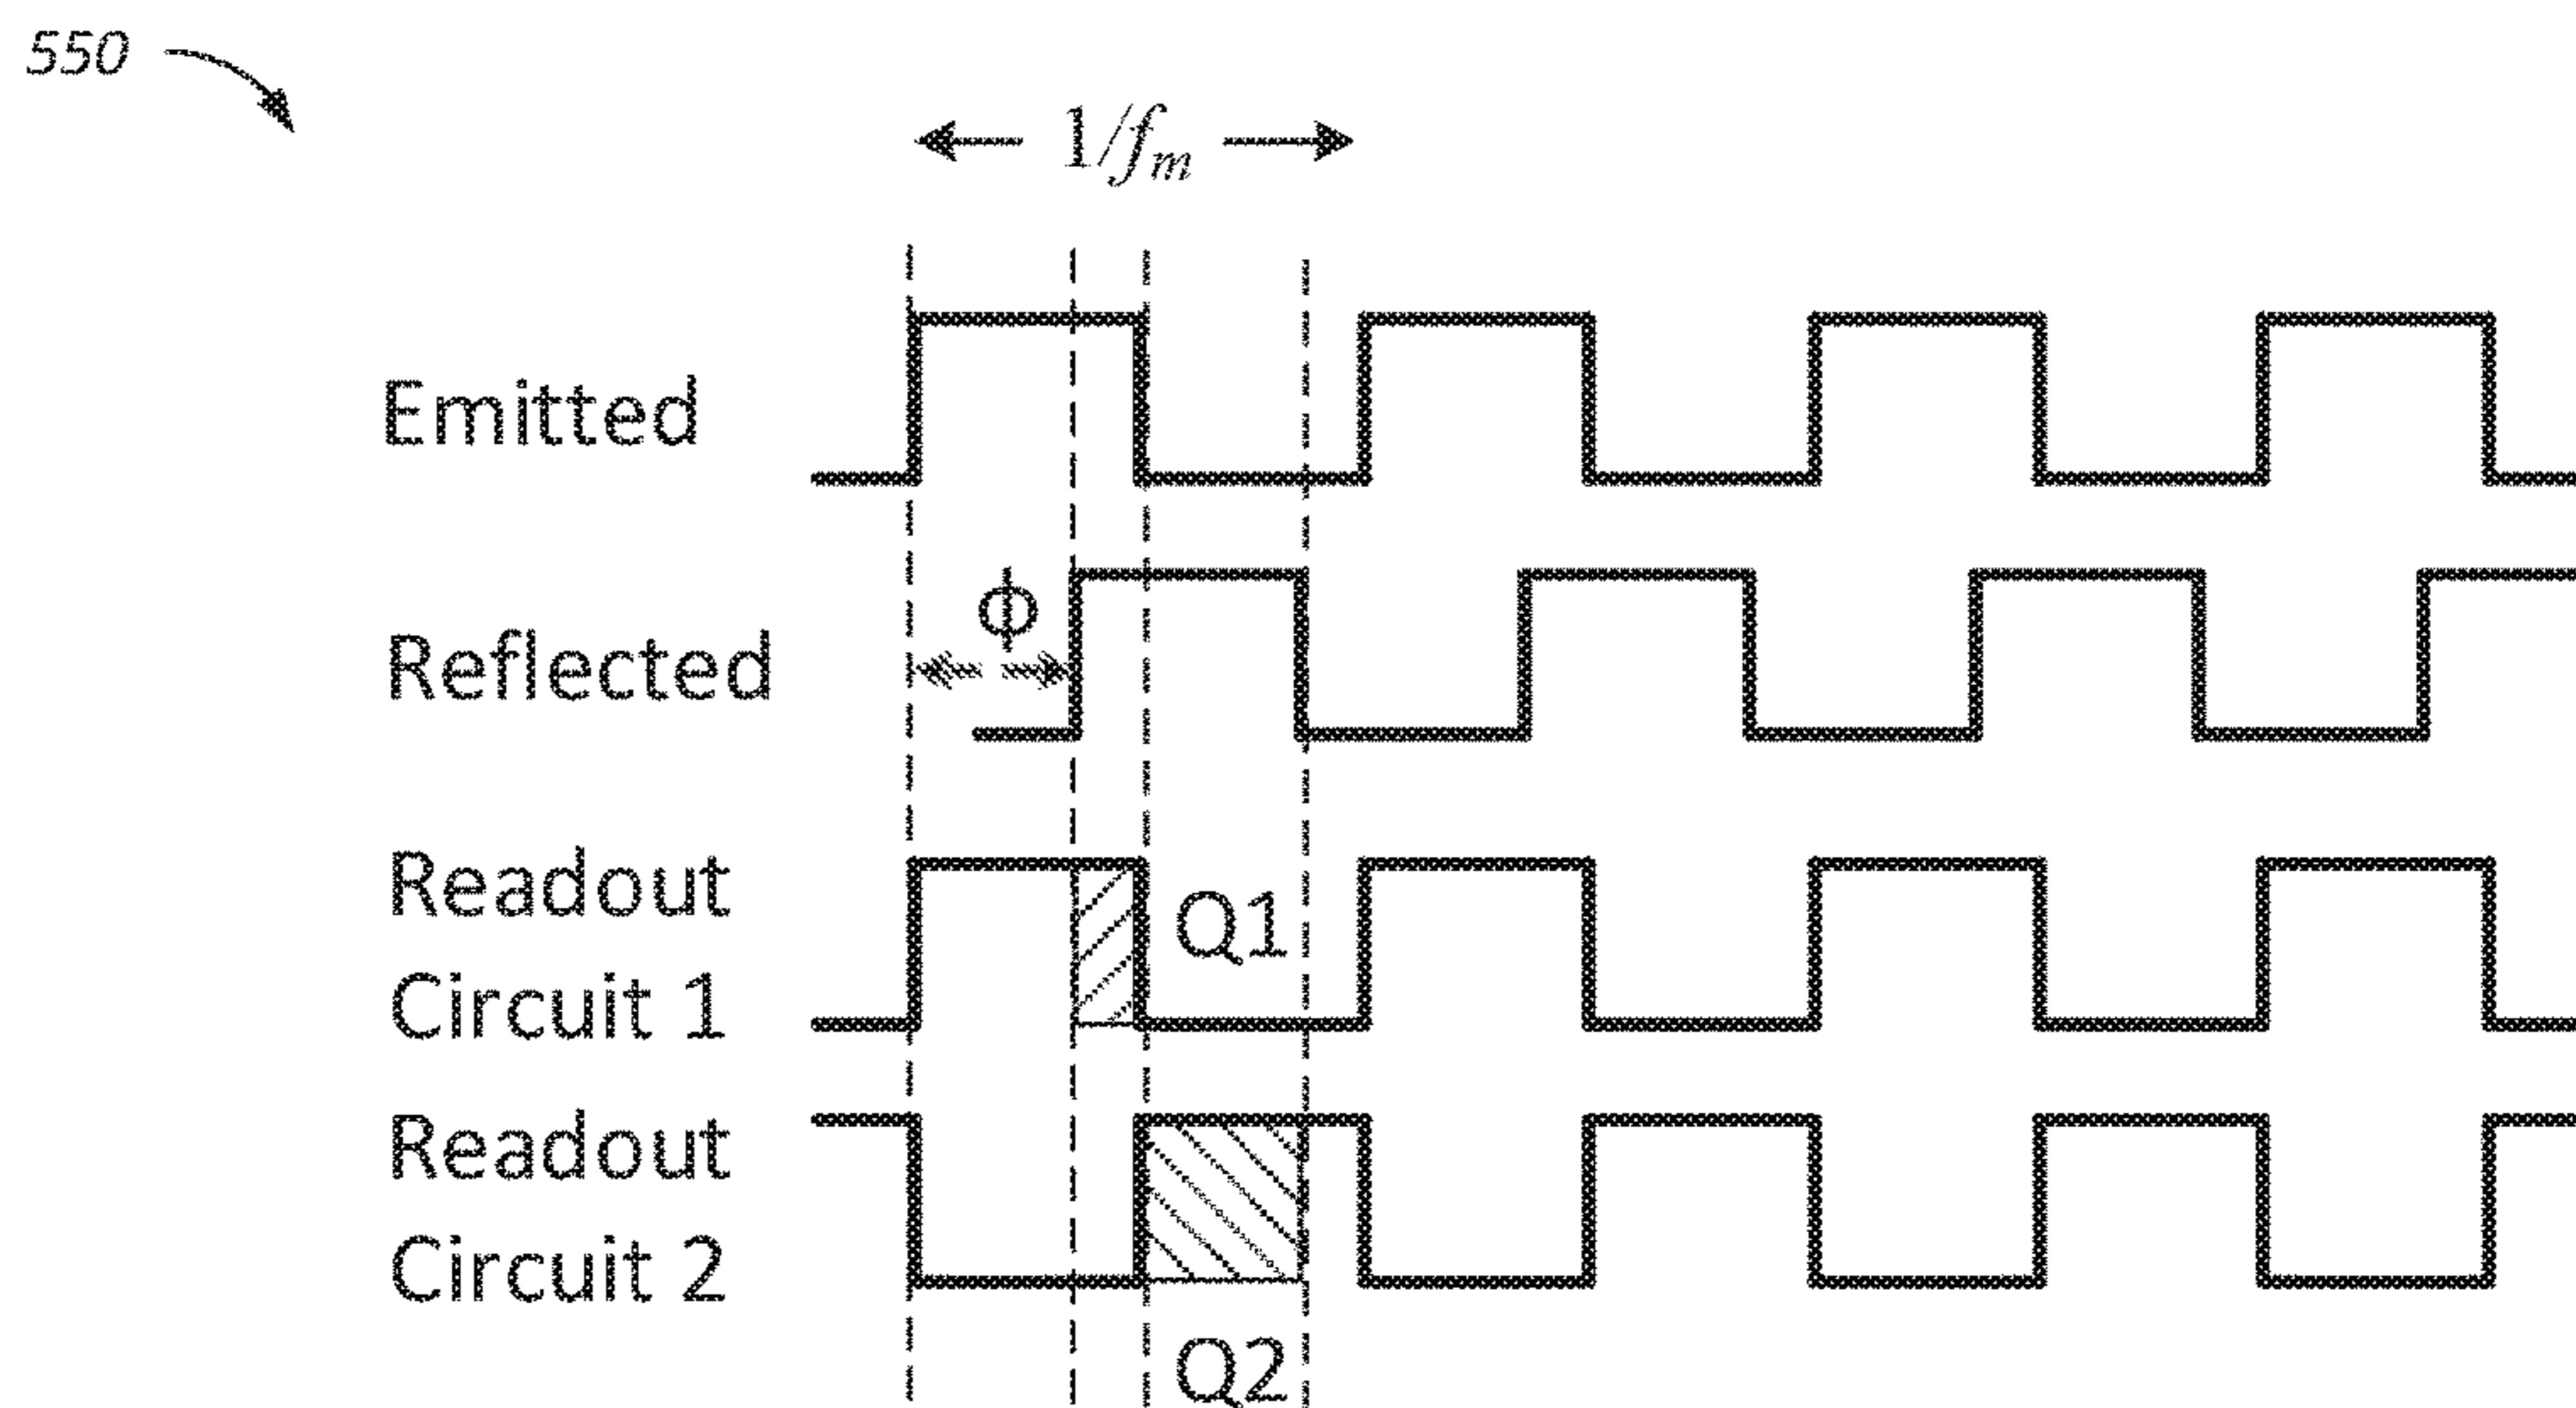 550
1/fm
Emitted
ϕ
Reflected
Readout
Circuit 1
Q1
Readout
Circuit 2
Q2